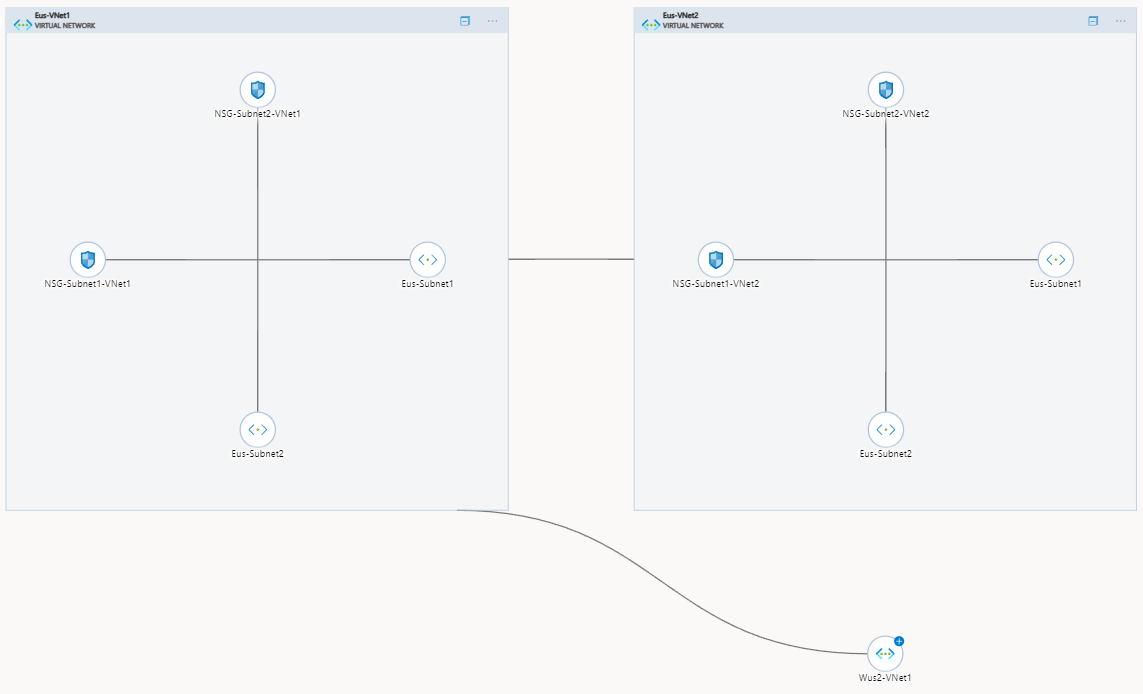 Eus-VNet1
VIRTUAL NETWORK
NSG-Subnet2-VNet1
NSG-Subnet1-VNet1
Eus-Subnet1
Eus-Subnet2
Eus-VNet2
VIRTUAL NETWORK
NSG-Subnet2-VNet2
NSG-Subnet1-VNet2
Eus-Subnet1
Eus-Subnet2
Wus2-VNet1